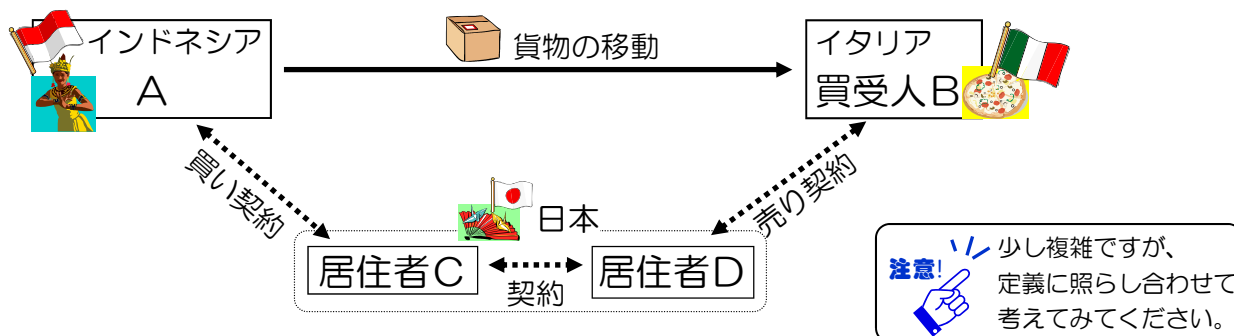 インドネシア
A
貨物の移動
イタリア
買受人B
買い契約
売り契約
日本
居住者C
契約
居住者D
注意!
少し複雑ですが、
定義に照らし合わせて
考えてみてください。